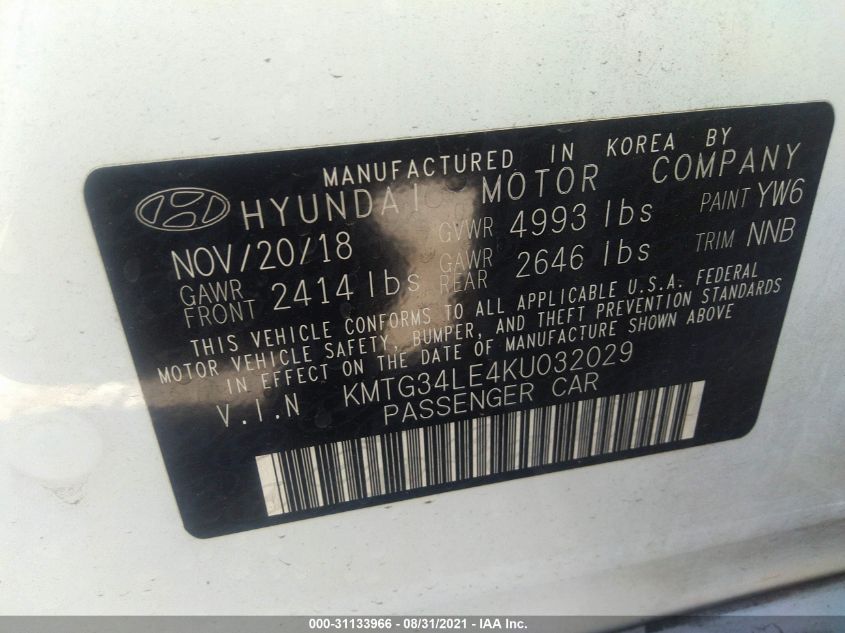 MANUFACTURED IN KOREA BY
HYUNDAI MOTOR COMPANY
NOV/20/18 GVWR 4993 lbs PAINT YW6
GAWR FRONT 2414 lbs GAWR REAR 2646 lbs TRIM NNB
THIS VEHICLE CONFORMS TO ALL APPLICABLE U.S.A. FEDERAL
MOTOR VEHICLE SAFETY, BUMPER, AND THEFT PREVENTION STANDARDS
IN EFFECT ON THE DATE OF MANUFACTURE SHOWN ABOVE
V.I.N KMTG34LE4KU032029
PASSENGER CAR
000-31133966 - 08/31/2021 - IAA Inc.